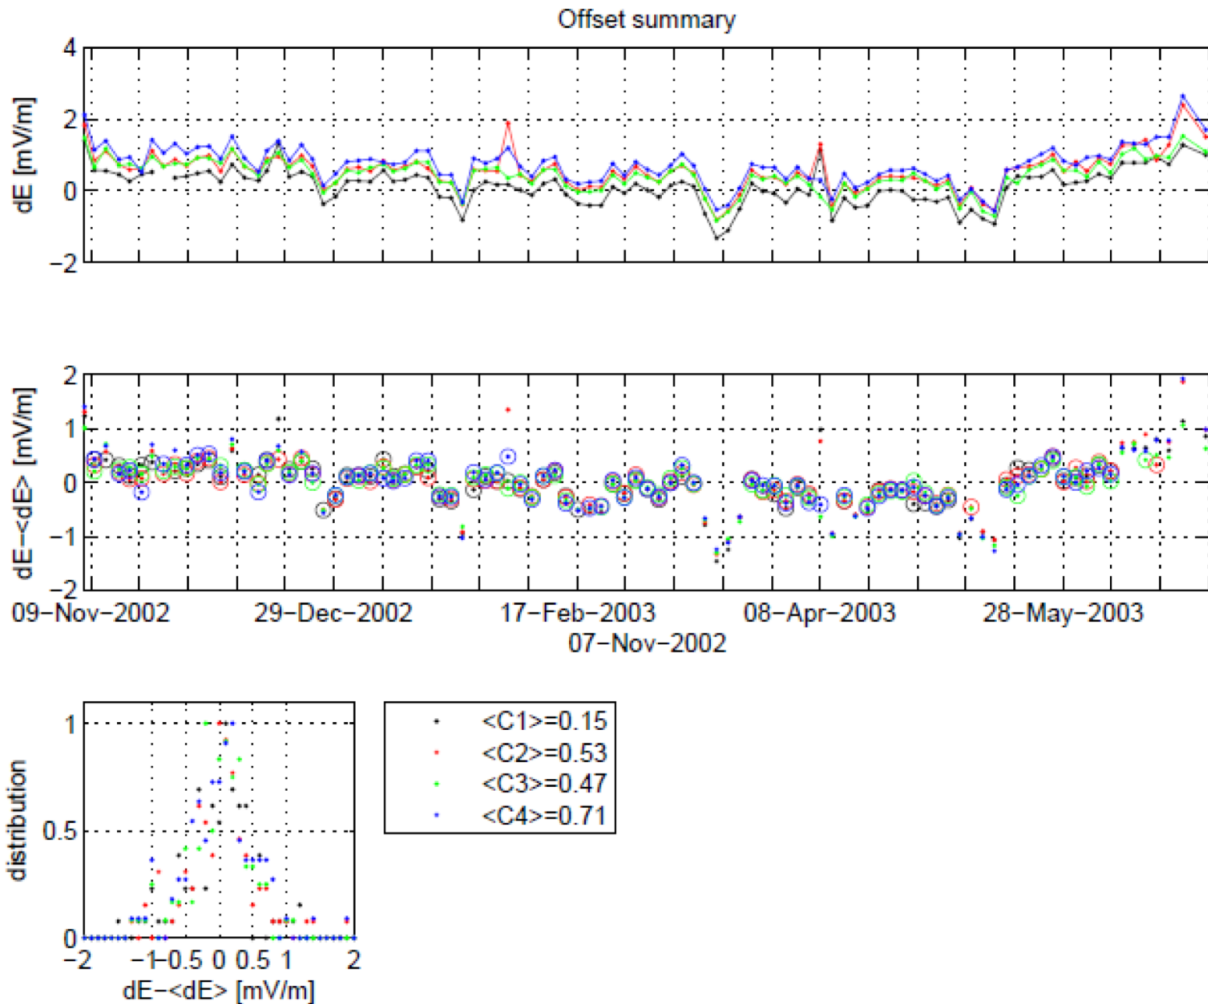 Offset summary
4
2
0
−2
dE [mV/m]
2
1
0
−1
−2
dE−<dE> [mV/m]
09−Nov−2002 29−Dec−2002 17−Feb−2003 08−Apr−2003 28−May−2003
07−Nov−2002
1
0.5
0
distribution
−2 −1 −0.5 0 0.5 1 2
dE−<dE> [mV/m]
<C1>=0.15
<C2>=0.53
<C3>=0.47
<C4>=0.71